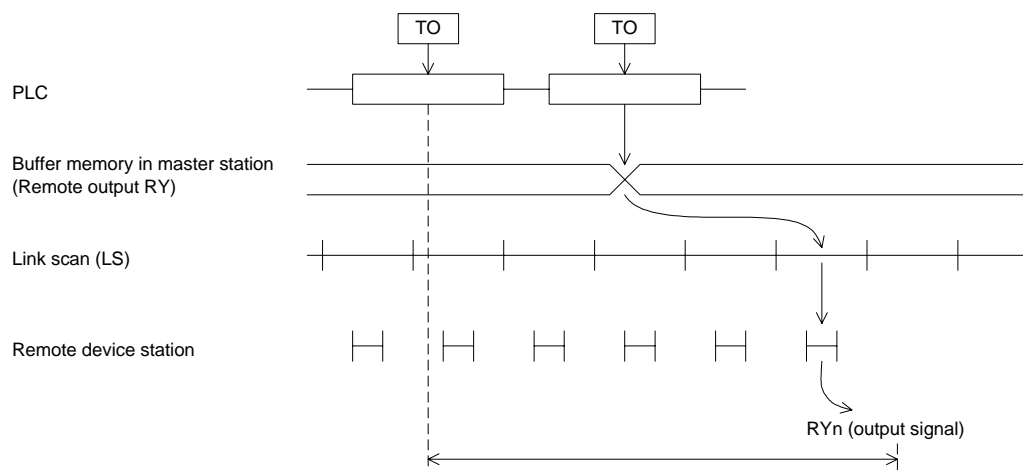 TO TO
PLC
Buffer memory in master station
(Remote output RY)
Link scan (LS)
Remote device station
RYn (output signal)